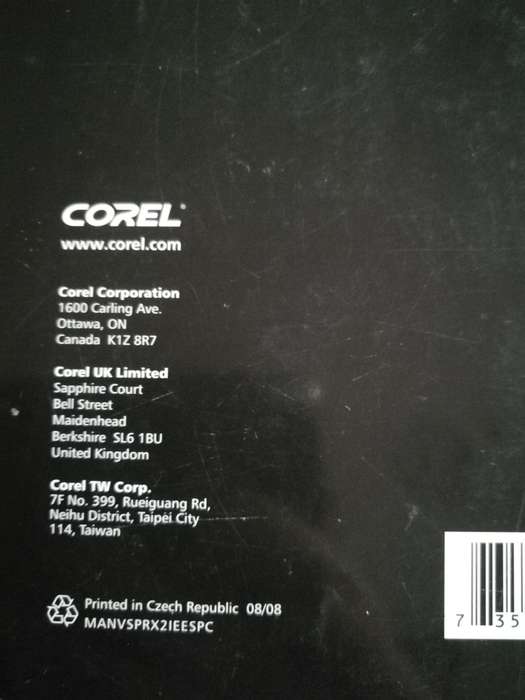 COREL®
www.corel.com
Corel Corporation
1600 Carling Ave.
Ottawa, ON
Canada K1Z 8R7
Corel UK Limited
Sapphire Court
Bell Street
Maidenhead
Berkshire SL6 1BU
United Kingdom
Corel TW Corp.
7F No. 399, Rueiguang Rd,
Neihu District, Taipei City
114, Taiwan
Printed in Czech Republic 08/08
MANVSPRX2IEESPC
7 35